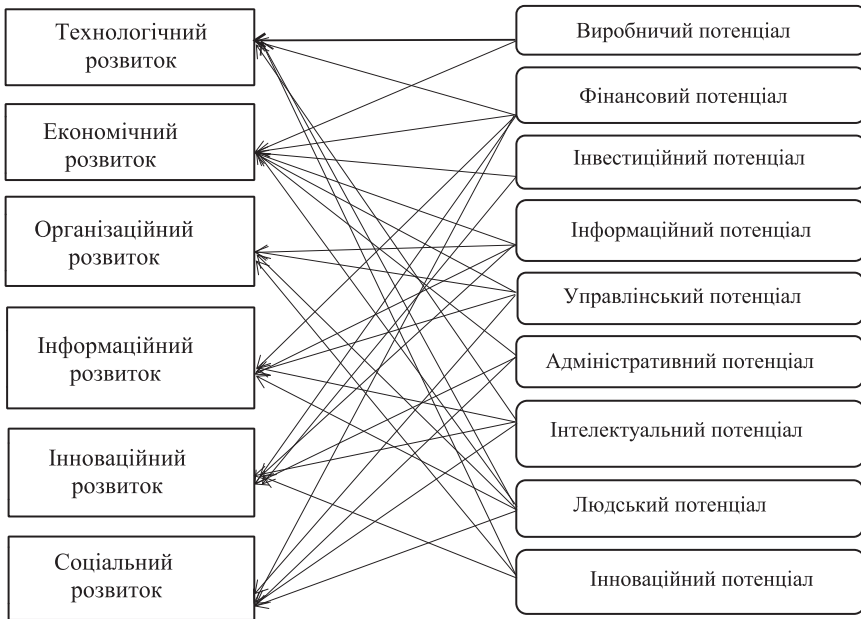 Технологічний
розвиток
Економічний
розвиток
Організаційний
розвиток
Інформаційний
розвиток
Інноваційний
розвиток
Соціальний
розвиток
Виробничий потенціал
Фінансовий потенціал
Інвестиційний потенціал
Інформаційний потенціал
Управлінський потенціал
Адміністративний потенціал
Інтелектуальний потенціал
Людський потенціал
Інноваційний потенціал